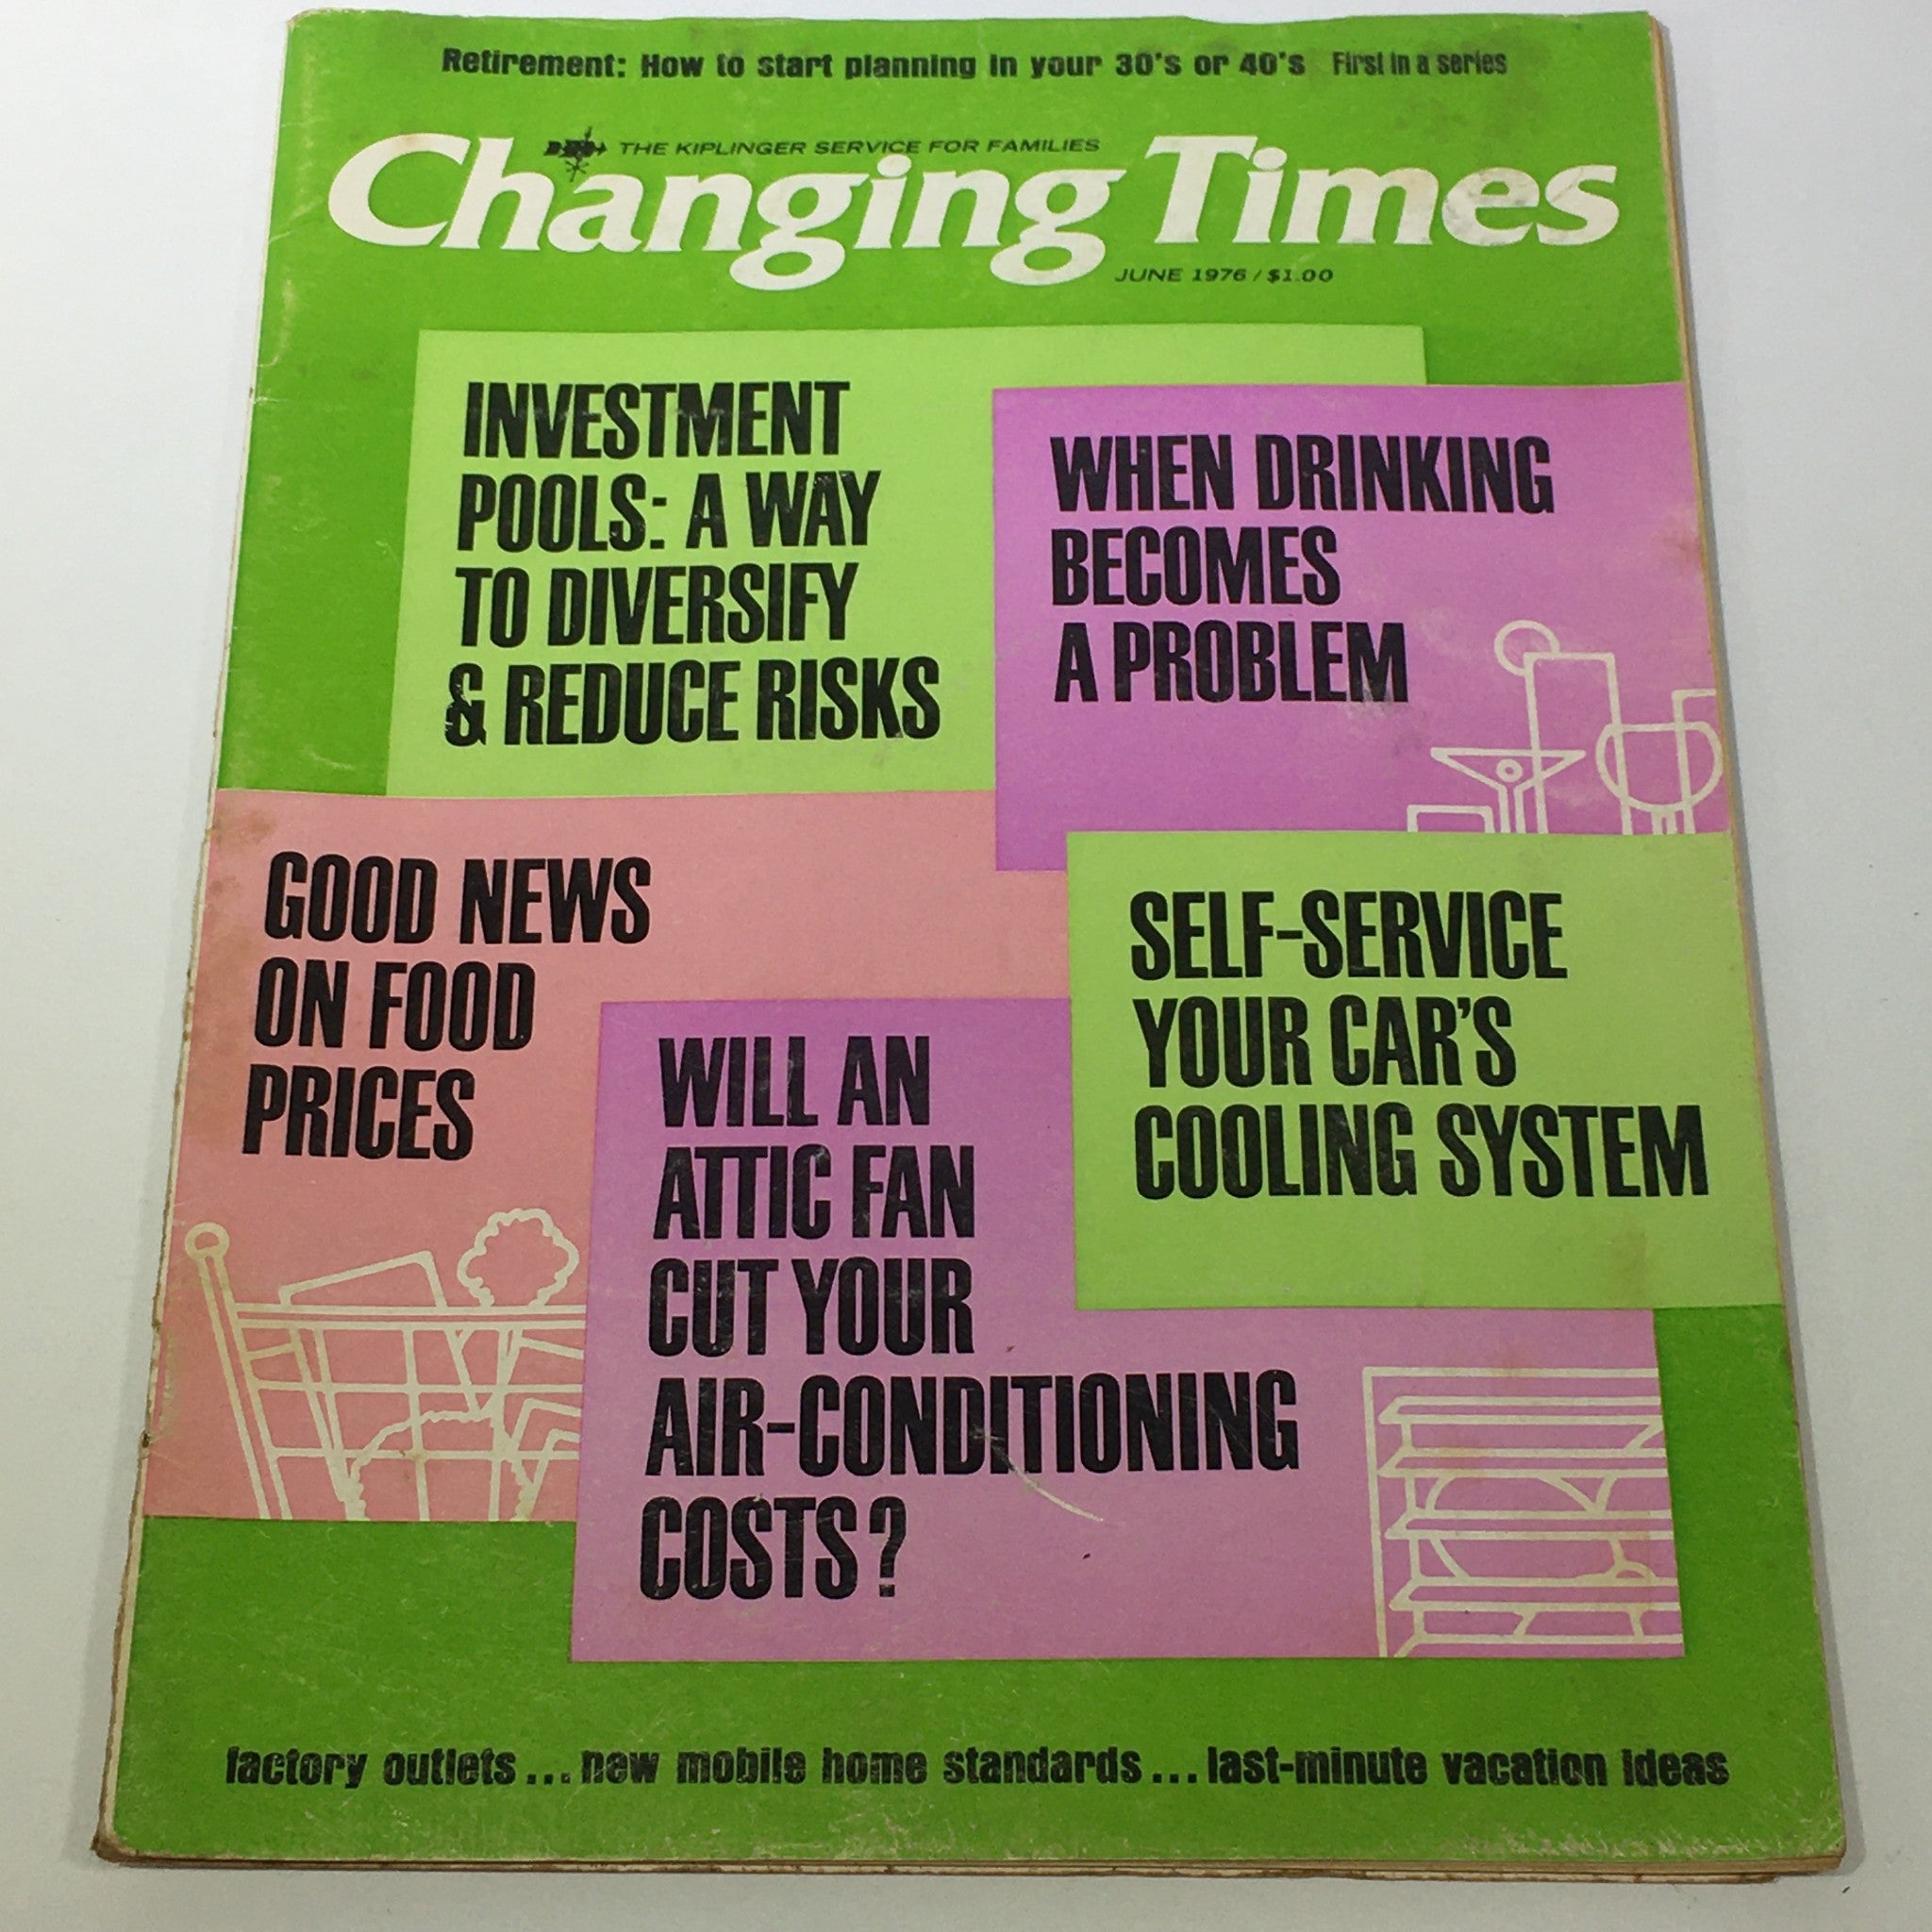 Retirement: How to start planning in your 30's or 40's First in a series
THE KIPLINGER SERVICE FOR FAMILIES
Changing Times
JUNE 1976 / $1.00
INVESTMENT
POOLS: A WAY
TO DIVERSIFY
& REDUCE RISKS
WHEN DRINKING
BECOMES
A PROBLEM
GOOD NEWS
ON FOOD
PRICES
SELF-SERVICE
YOUR CAR'S
COOLING SYSTEM
WILL AN
ATTIC FAN
CUT YOUR
AIR-CONDITIONING
COSTS?
factory outlets... new mobile home standards... last-minute vacation ideas